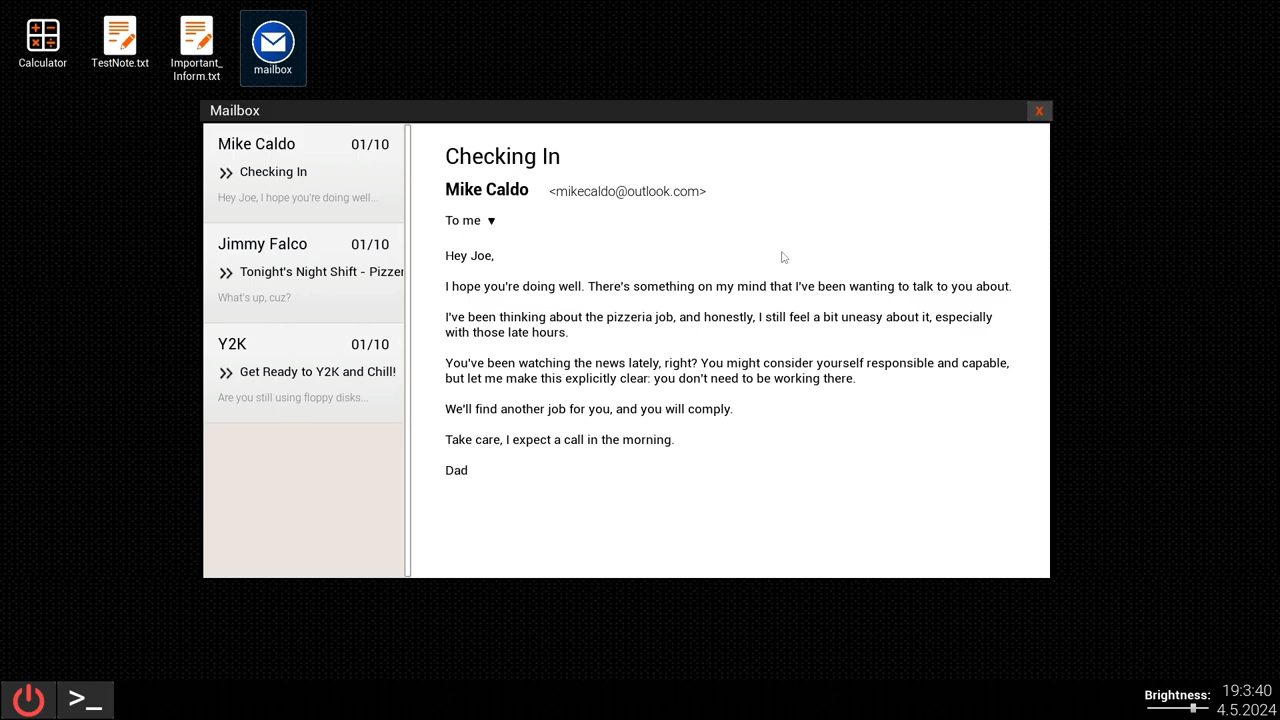 Calculator
TestNote.txt
Important_
Inform.txt
mailbox
Mailbox
X
Mike Caldo 01/10
Checking In
Hey Joe, I hope you're doing well...
Jimmy Falco 01/10
Tonight's Night Shift - Pizzer
What's up, cuz?
Y2K 01/10
Get Ready to Y2K and Chill!
Are you still using floppy disks...
Checking In
Mike Caldo <mikecaldo@outlook.com>
To me ▼
Hey Joe,
I hope you're doing well. There's something on my mind that I've been wanting to talk to you about.
I've been thinking about the pizzeria job, and honestly, I still feel a bit uneasy about it, especially
with those late hours.
You've been watching the news lately, right? You might consider yourself responsible and capable,
but let me make this explicitly clear: you don't need to be working there.
We'll find another job for you, and you will comply.
Take care, I expect a call in the morning.
Dad
>_
Brightness:
19:3:40
4.5.2024